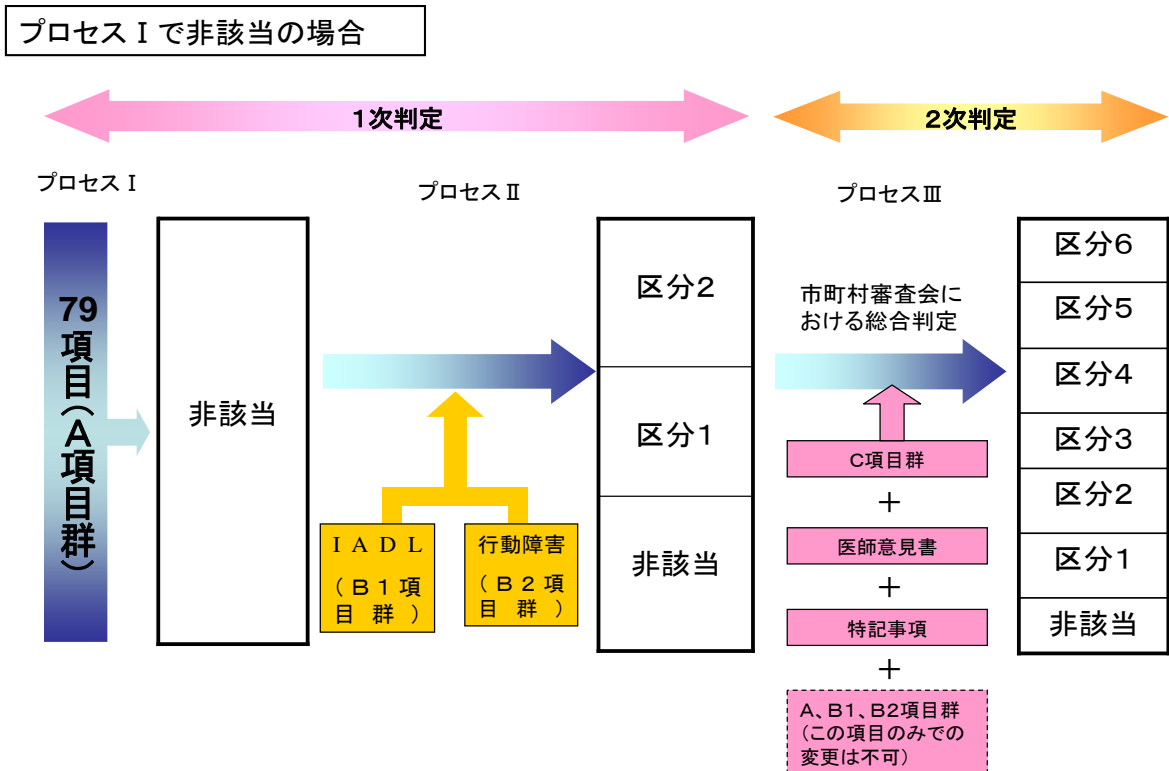 プロセスⅠで非該当の場合
1次判定
2次判定
プロセスⅠ
プロセスⅡ
プロセスⅢ
79項目(A項目群)
非該当
IADL
(B1項
目群)
行動障害
(B2項
目群)
区分2
区分1
非該当
市町村審査会に
おける総合判定
C項目群
+
医師意見書
+
特記事項
+
A、B1、B2項目群
(この項目のみでの
変更は不可)
区分6
区分5
区分4
区分3
区分2
区分1
非該当